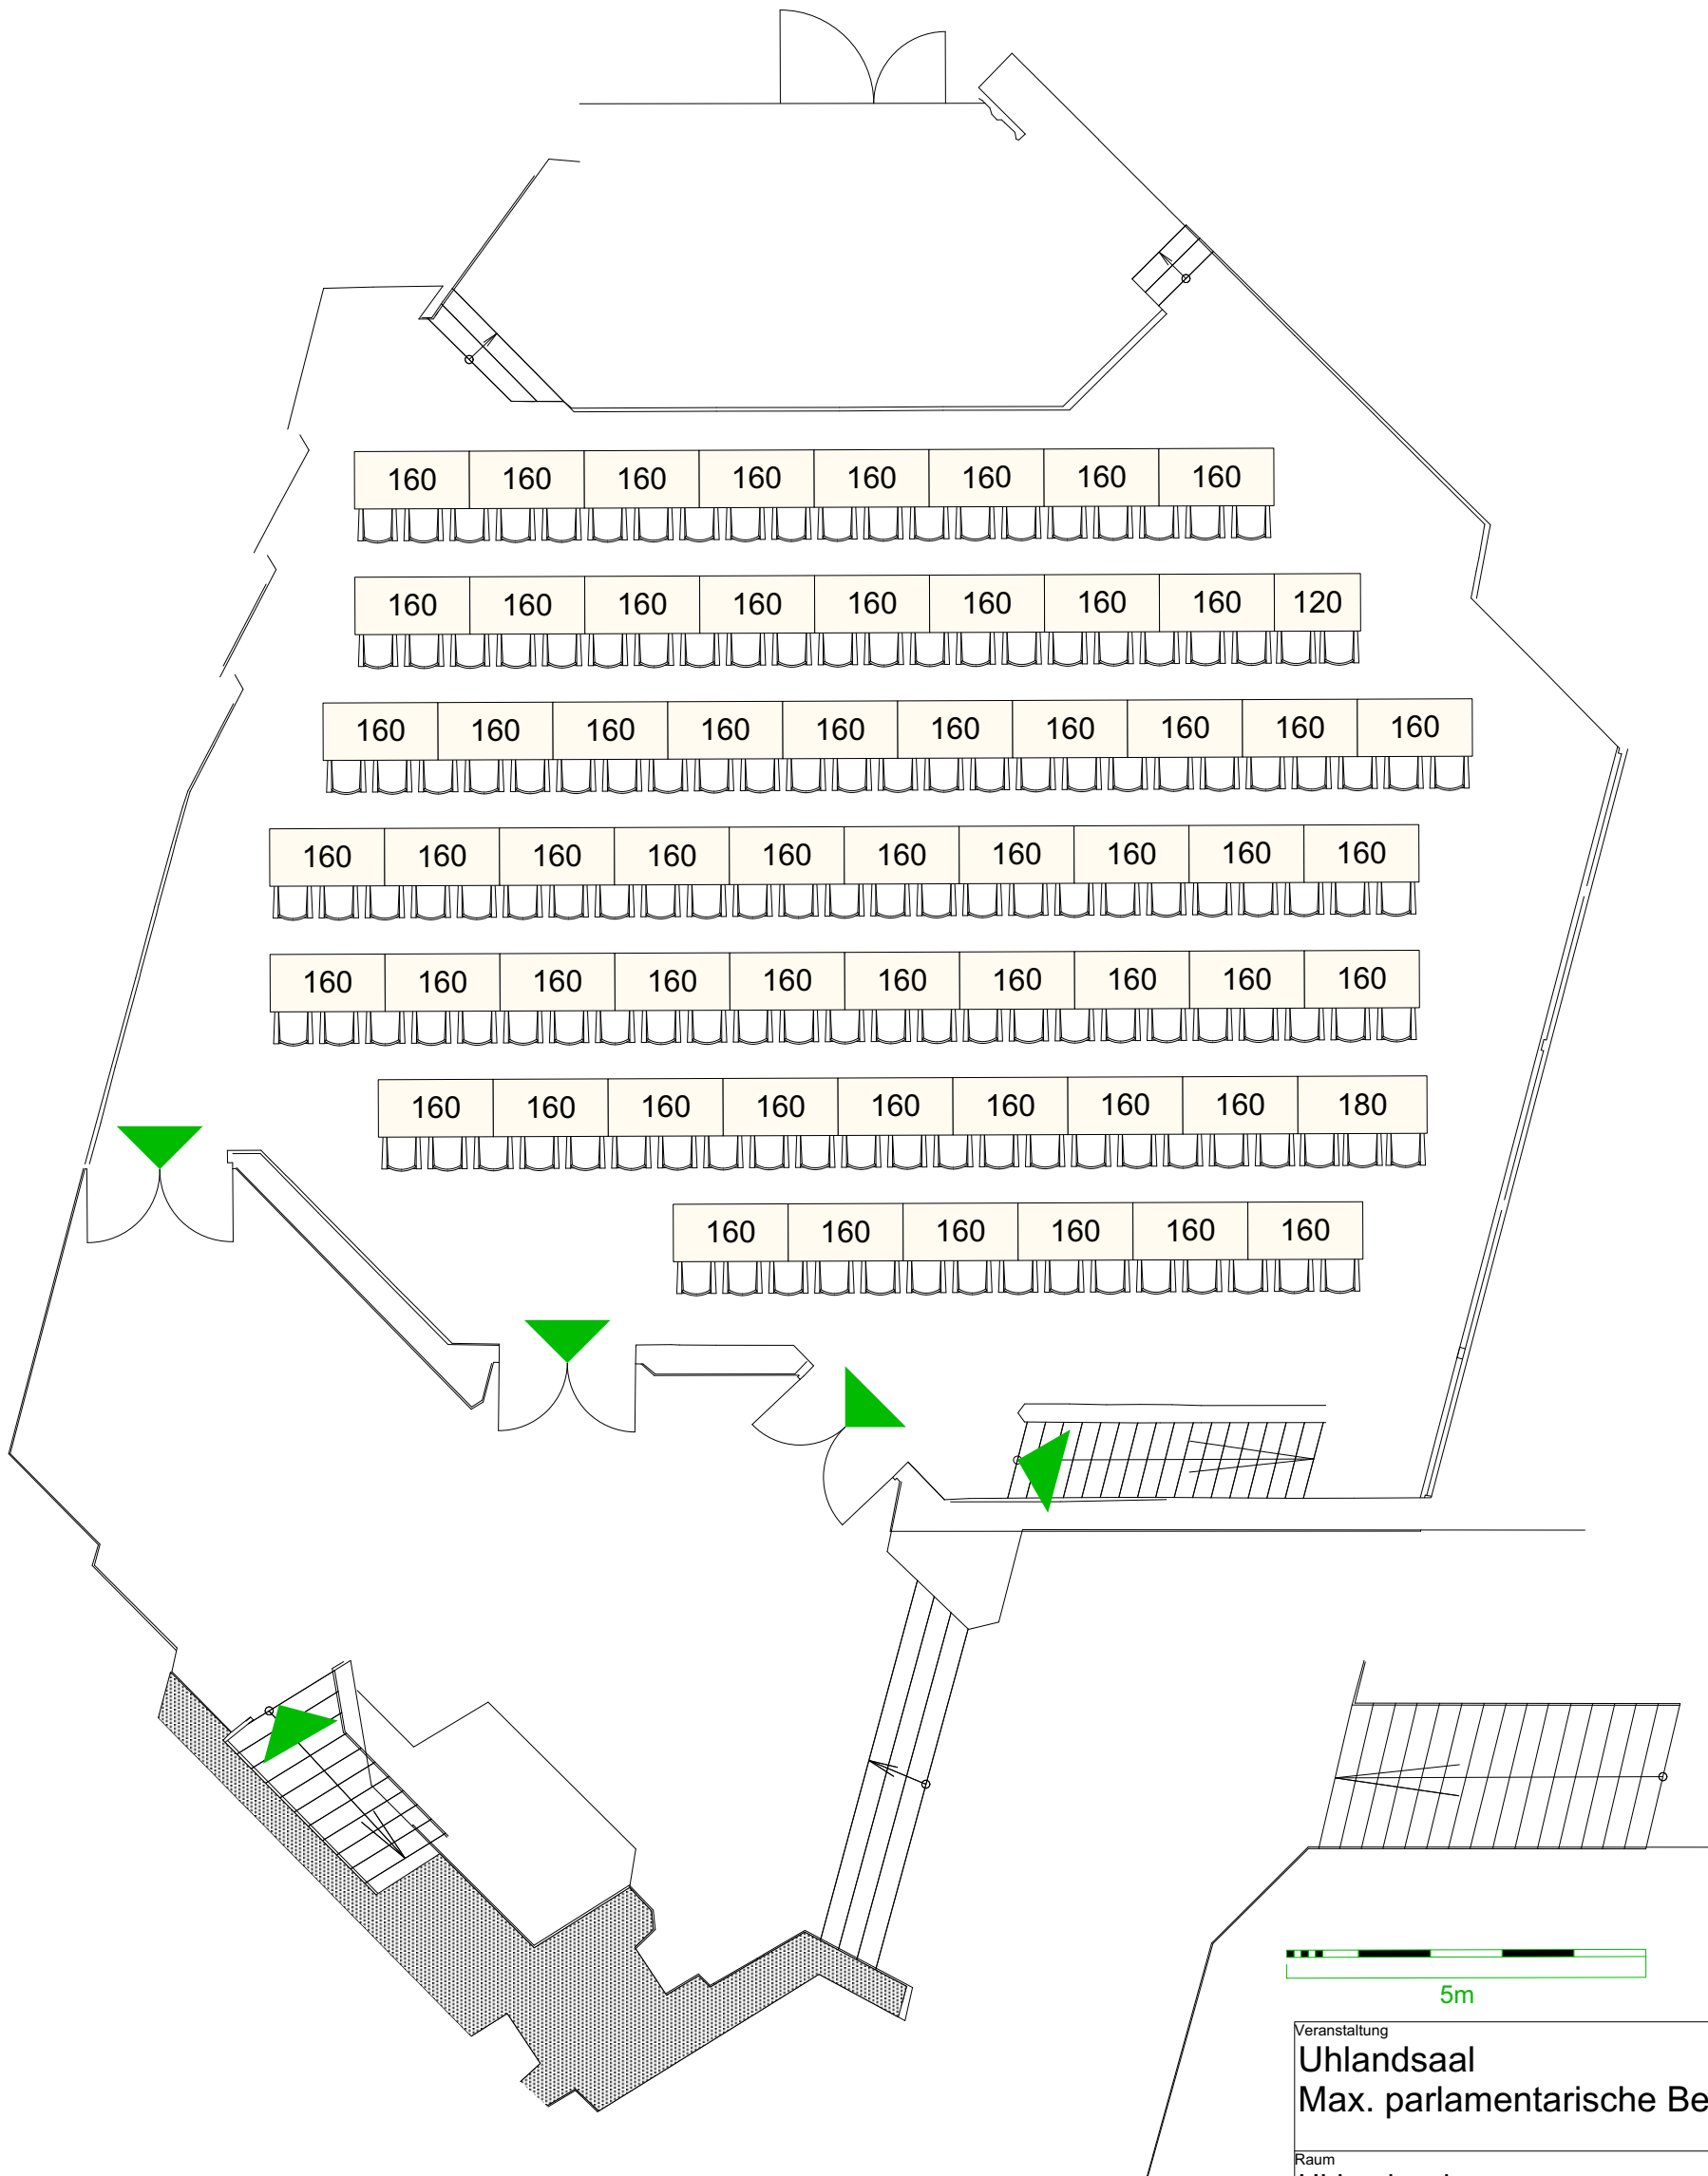 160 160 160 160 160 160 160 160
160 160 160 160 160 160 160 160 120
160 160 160 160 160 160 160 160 160 160
160 160 160 160 160 160 160 160 160 160
160 160 160 160 160 160 160 160 160 160
160 160 160 160 160 160 160 160 180
160 160 160 160 160 160
5m
Veranstaltung
Uhlandsaal
Max. parlamentarische Be
Raum